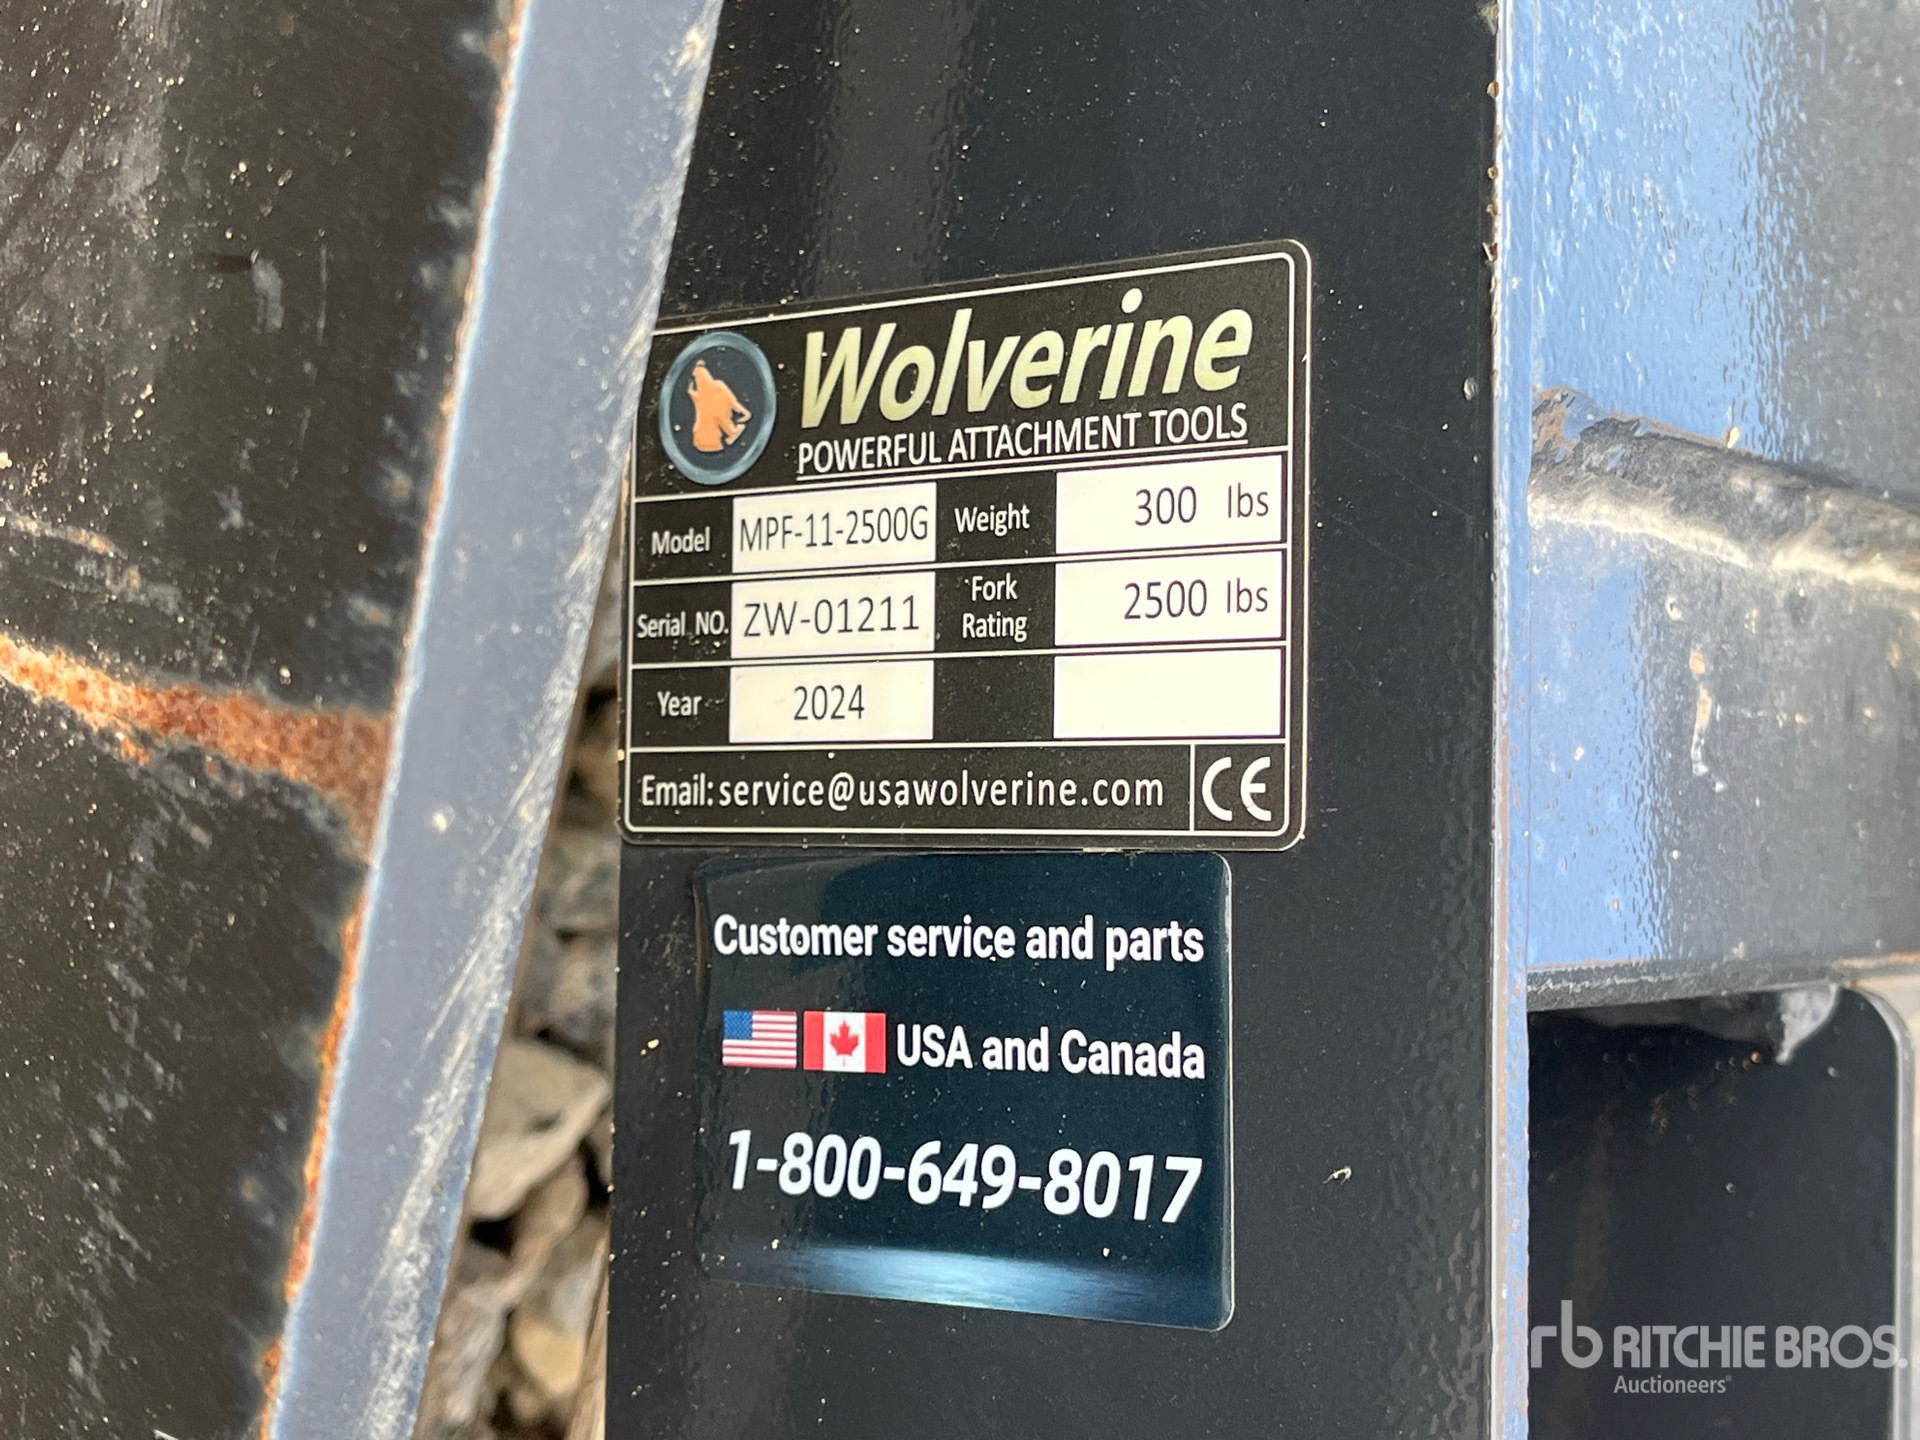 Wolverine
POWERFUL ATTACHMENT TOOLS
Model MPF-11-2500G Weight 300 lbs
Serial NO. ZW-01211 Fork Rating 2500 lbs
Year 2024
Email: service@usawolverine.com CE
Customer service and parts
USA and Canada
1-800-649-8017
rb RITCHIE BROS.
Auctioneers